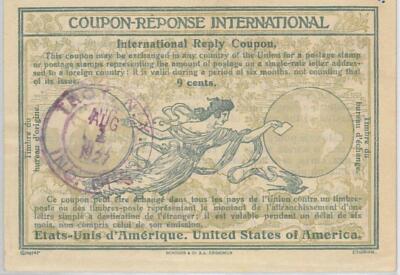 COUPON-RÉPONSE INTERNATIONAL
International Reply Coupon.
This coupon may be exchanged in any country of the Union for a postage stamp
or postage stamps representing the amount of postage on a single-rate letter addressed
to a foreign country: It is valid during a period of six months, not counting that
of its issue.
9 cents.
Timbre du
bureau d'origine.
AUG
Timbre du
bureau d'échange.
Ce coupon peut être échangé dans tous les pays de l'Union contre un timbre-
poste ou des timbres-poste représentant le montant de l'affranchissement d'une
lettre simple à destination de l'étranger; il est valable pendant un délai de six
mois, non compris celui de son émission.
Etats-Unis d'Amérique. United States of America.